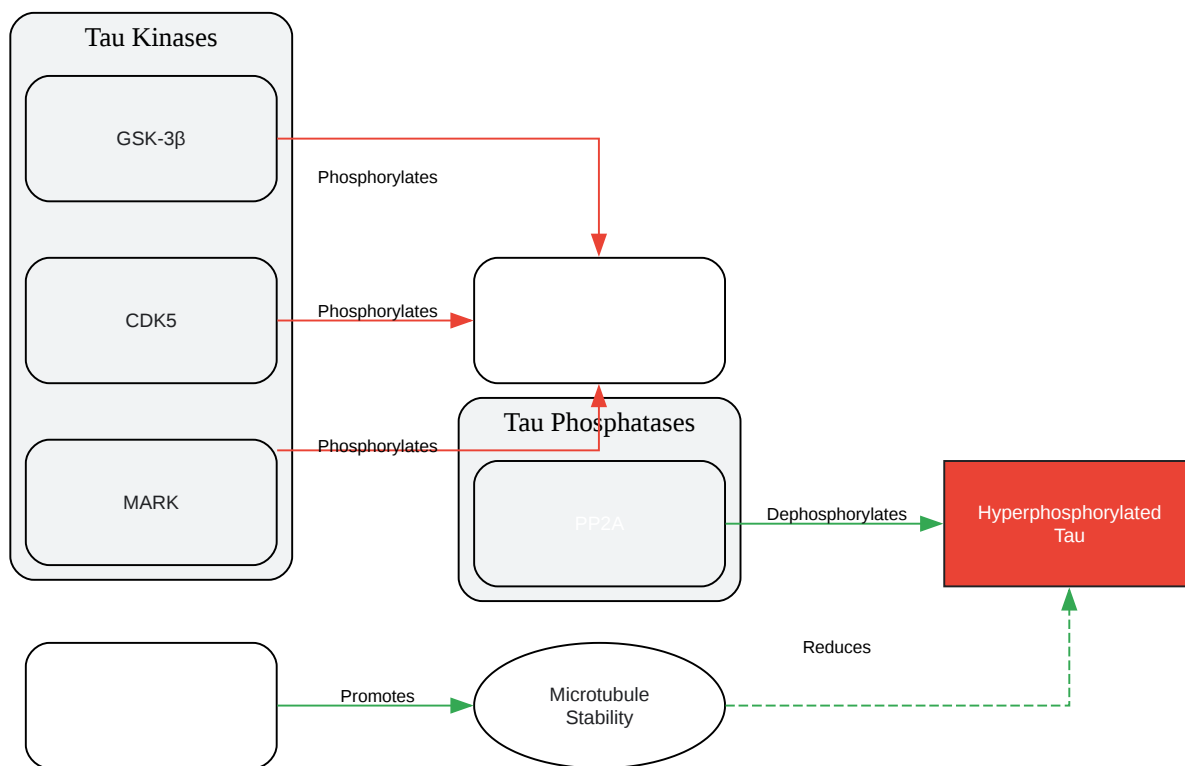 Tau Kinases
GSK-3β
Phosphorylates
CDK5
Phosphorylates
MARK
Phosphorylates
Tau Phosphatases
PP2A
Dephosphorylates
Hyperphosphorylated
Tau
Reduces
Promotes
Microtubule
Stability